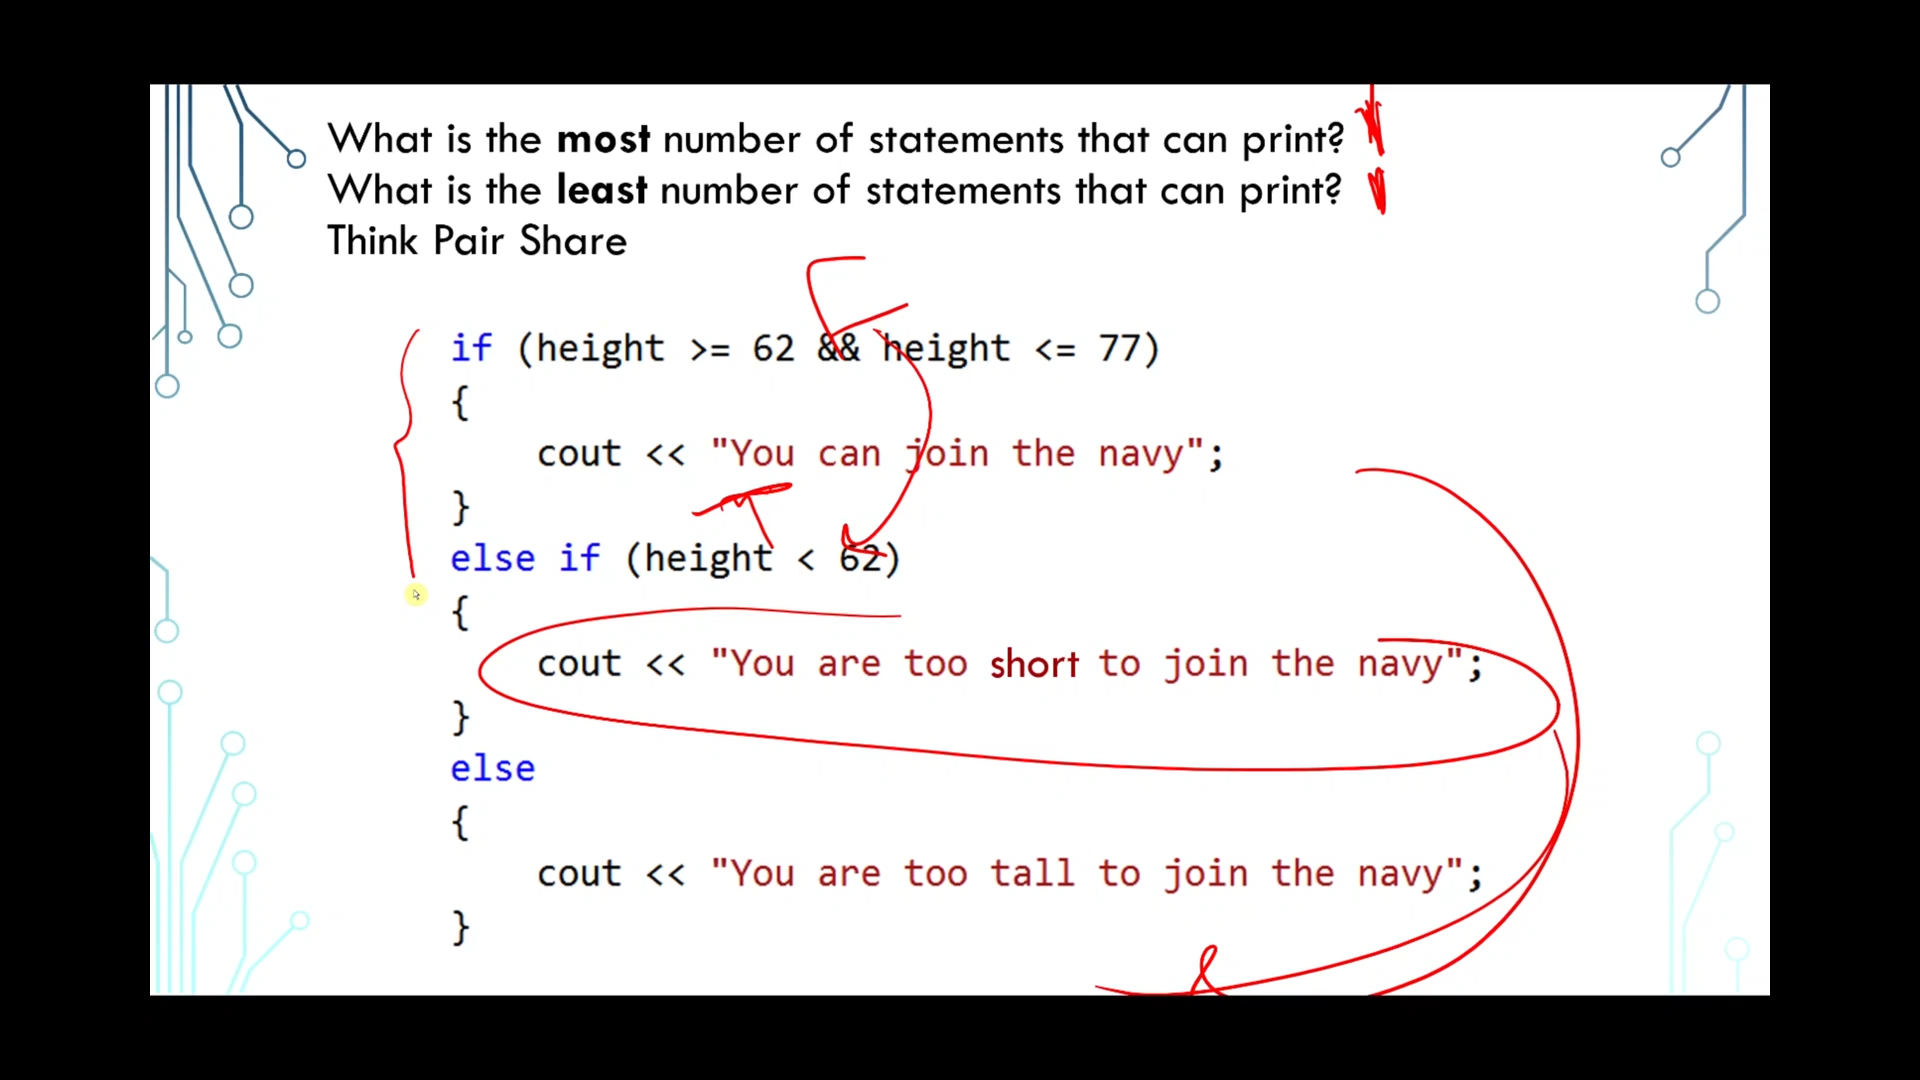 What is the most number of statements that can print? 1
What is the least number of statements that can print? 1
Think Pair Share
F
if (height >= 62 && height <= 77)
{
cout << "You can join the navy";
}
T
else if (height < 62)
{
cout << "You are too short to join the navy";
}
else
{
cout << "You are too tall to join the navy";
}